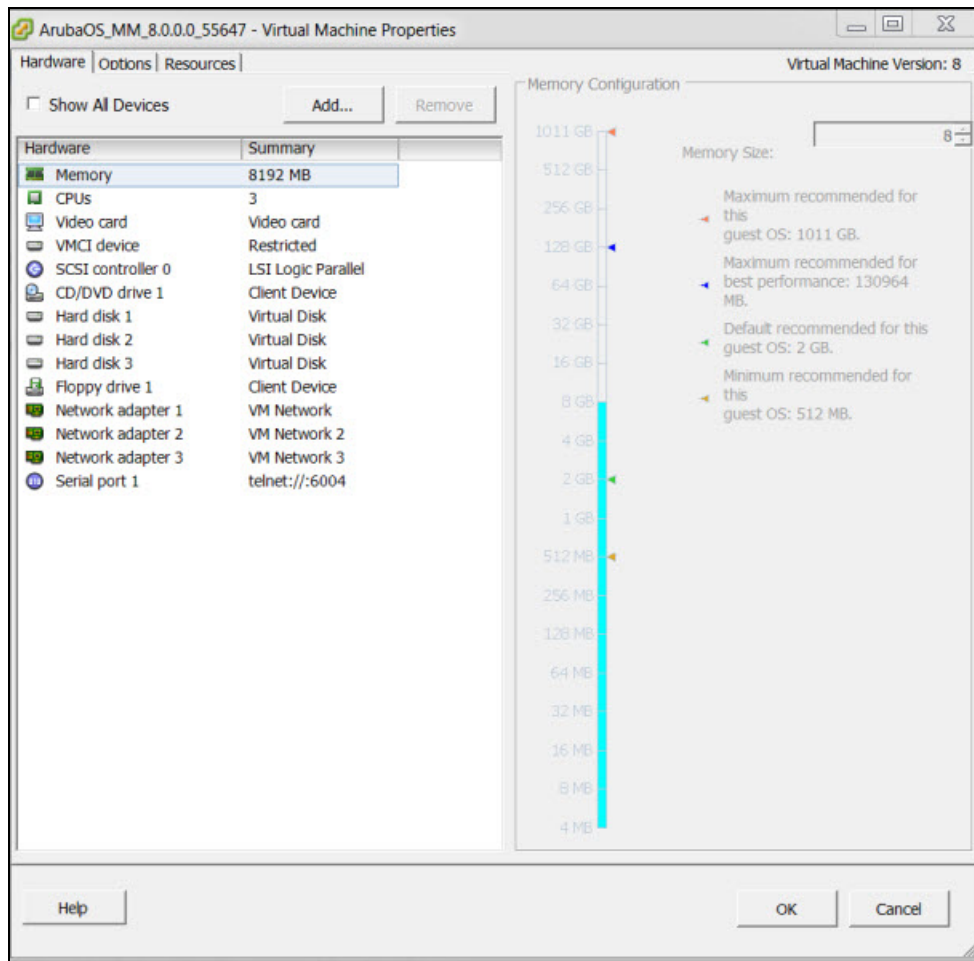 ArubaOS_MM_8.0.0.0_55647 - Virtual Machine Properties
Hardware Options Resources Virtual Machine Version: 8
Show All Devices Add... Remove
Hardware Summary
Memory 8192 MB
CPUs 3
Video card Video card
VMCI device Restricted
SCSI controller 0 LSI Logic Parallel
CD/DVD drive 1 Client Device
Hard disk 1 Virtual Disk
Hard disk 2 Virtual Disk
Hard disk 3 Virtual Disk
Floppy drive 1 Client Device
Network adapter 1 VM Network
Network adapter 2 VM Network 2
Network adapter 3 VM Network 3
Serial port 1 telnet://:6004
Memory Configuration
1011 GB
512 GB
256 GB
128 GB
64 GB
32 GB
16 GB
8 GB
4 GB
2 GB
1 GB
512 MB
256 MB
128 MB
64 MB
32 MB
16 MB
8 MB
4 MB
Memory Size: 8
Maximum recommended for
this
guest OS: 1011 GB.
Maximum recommended for
best performance: 130964
MB.
Default recommended for this
guest OS: 2 GB.
Minimum recommended for
this
guest OS: 512 MB.
Help OK Cancel